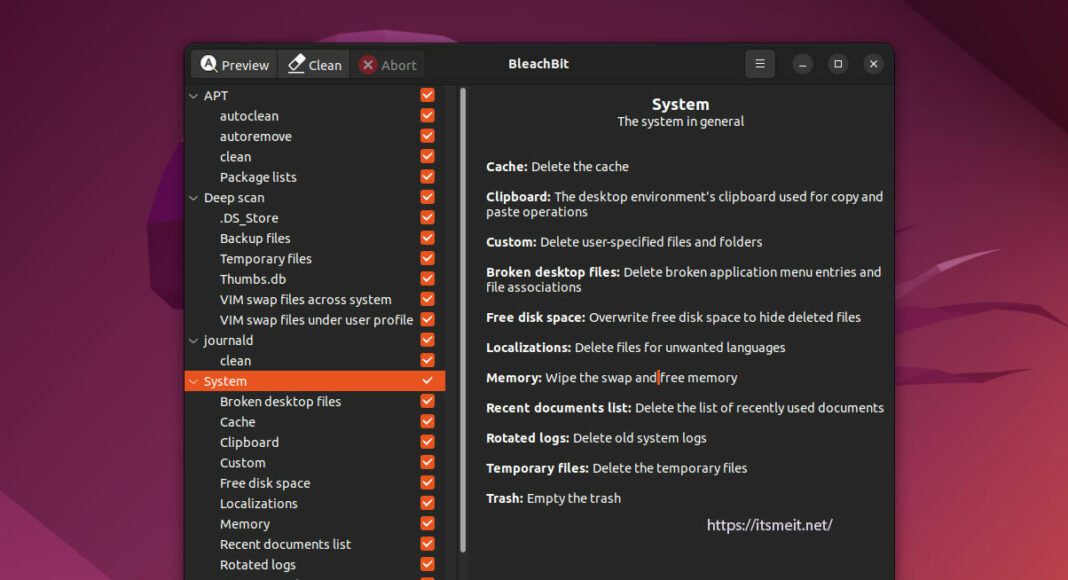 Preview
Clean
Abort
BleachBit
APT
autoclean
autoremove
clean
Package lists
Deep scan
.DS_Store
Backup files
Temporary files
Thumbs.db
VIM swap files across system
VIM swap files under user profile
journald
clean
System
Broken desktop files
Cache
Clipboard
Custom
Free disk space
Localizations
Memory
Recent documents list
Rotated logs
System
The system in general
Cache: Delete the cache
Clipboard: The desktop environment's clipboard used for copy and
paste operations
Custom: Delete user-specified files and folders
Broken desktop files: Delete broken application menu entries and
file associations
Free disk space: Overwrite free disk space to hide deleted files
Localizations: Delete files for unwanted languages
Memory: Wipe the swap and free memory
Recent documents list: Delete the list of recently used documents
Rotated logs: Delete old system logs
Temporary files: Delete the temporary files
Trash: Empty the trash
https://itsmeit.net/